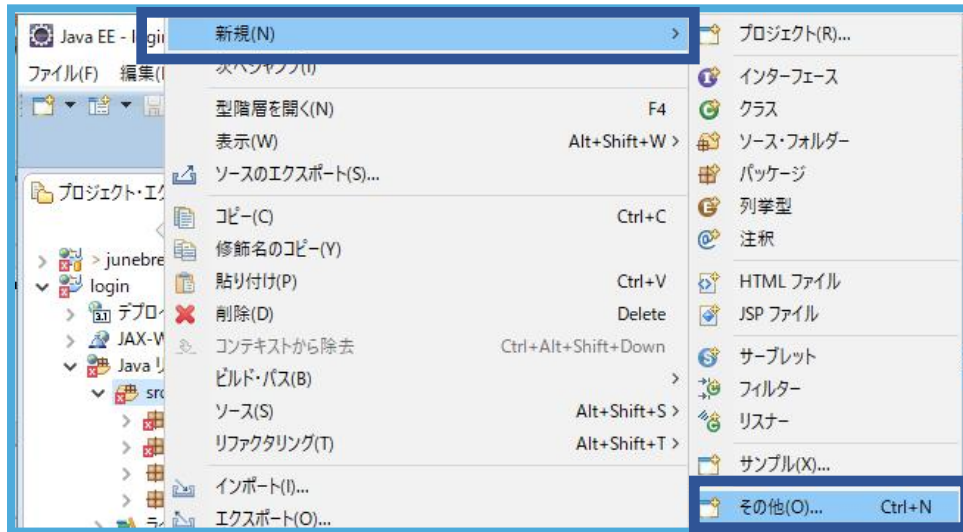 Java EE - login
ファイル(F) 編集(
プロジェクト・エク
> junebre
login
デプロイ
JAX-W
Java リ
src
新規(N) >
次へジャンプ(I)
型階層を開く(N) F4
表示(W) Alt+Shift+W >
ソースのエクスポート(S)...
コピー(C) Ctrl+C
修飾名のコピー(Y)
貼り付け(P) Ctrl+V
削除(D) Delete
コンテキストから除去 Ctrl+Alt+Shift+Down
ビルド・パス(B) >
ソース(S) Alt+Shift+S >
リファクタリング(T) Alt+Shift+T >
インポート(I)...
エクスポート(O)...
プロジェクト(R)...
インターフェース
クラス
ソース・フォルダー
パッケージ
列挙型
注釈
HTML ファイル
JSP ファイル
サーブレット
フィルター
リスナー
サンプル(X)...
その他(O)... Ctrl+N